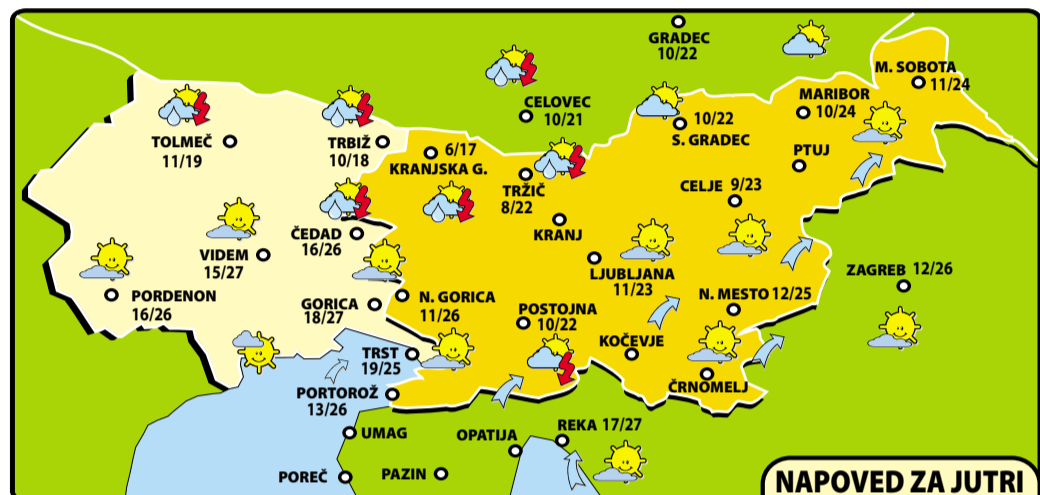 GRADEC
10/22
M. SOBOTA
11/24
MARIBOR
10/24
CELOVEC
10/21
10/22
S. GRADEC
TOLMEČ
11/19
TRBIŽ
10/18
6/17
KRANJSKA G.
TRŽIČ
8/22
PTUJ
CELJE 9/23
KRANJ
ČEDAD
16/26
VIDEM
15/27
LJUBLJANA
11/23
ZAGREB 12/26
PORDENON
16/26
GORICA
18/27
N. GORICA
11/26
POSTOJNA
10/22
N. MESTO 12/25
KOČEVJE
TRST
19/25
ČRNOMELJ
PORTOROŽ
13/26
UMAG
OPATIJA
REKA 17/27
POREČ
PAZIN
NAPOVED ZA JUTRI